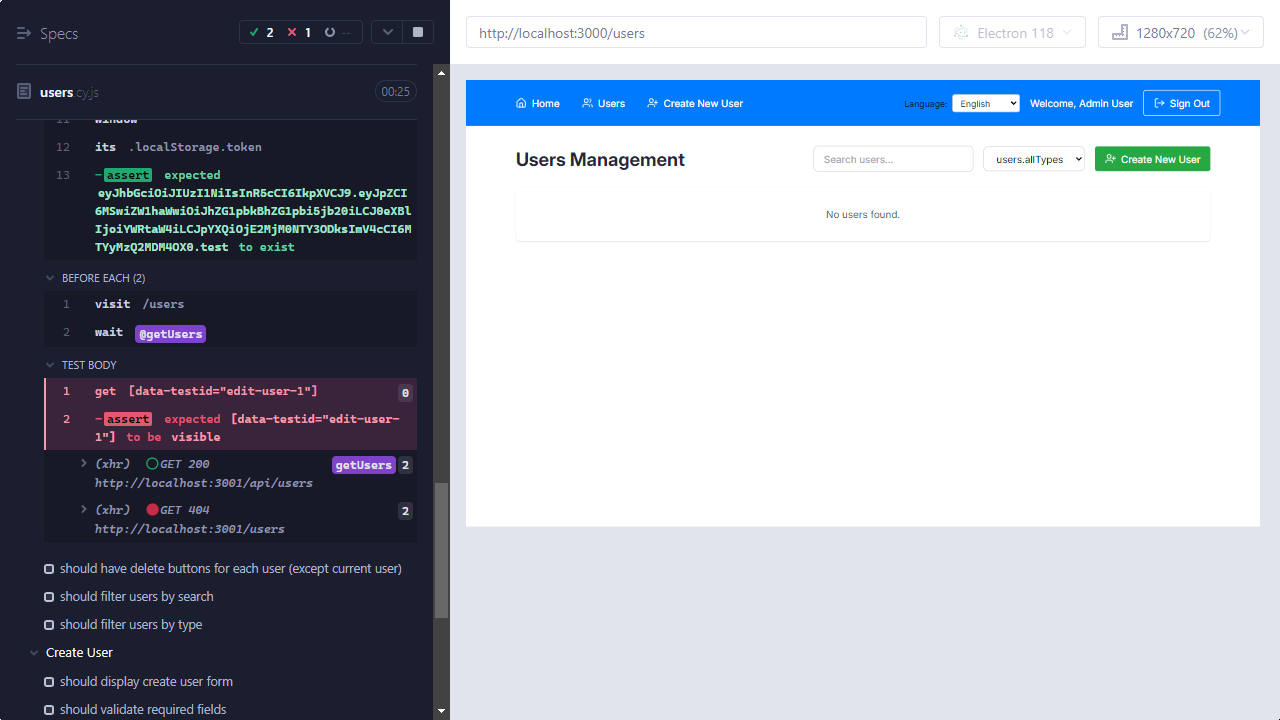 Specs
2
1
--
users.cy.js
00:25
11 window
12 its .localStorage.token
13 -assert expected
eyJhbGciOiJIUzI1NiIsInR5cCI6IkpXVCJ9.eyJpZCI
6MSwiZW1haWwiOiJhZG1pbkBhZG1pbi5jb20iLCJ0eXBl
IjoiYWRtaW4iLCJpYXQiOjE2MjM0NTY3ODksImV4cCI6M
TYyMzQ2MDM4OX0.test to exist
BEFORE EACH (2)
1 visit /users
2 wait @getUsers
TEST BODY
1 get [data-testid="edit-user-1"] 0
2 -assert expected [data-testid="edit-user-
1"] to be visible
(xhr) GET 200 getUsers 2
http://localhost:3001/api/users
(xhr) GET 404 2
http://localhost:3001/users
should have delete buttons for each user (except current user)
should filter users by search
should filter users by type
Create User
should display create user form
should validate required fields
http://localhost:3000/users
Electron 118
1280x720 (62%)
Home
Users
Create New User
Language:
English
Welcome, Admin User
Sign Out
Users Management
Search users...
users.allTypes
Create New User
No users found.